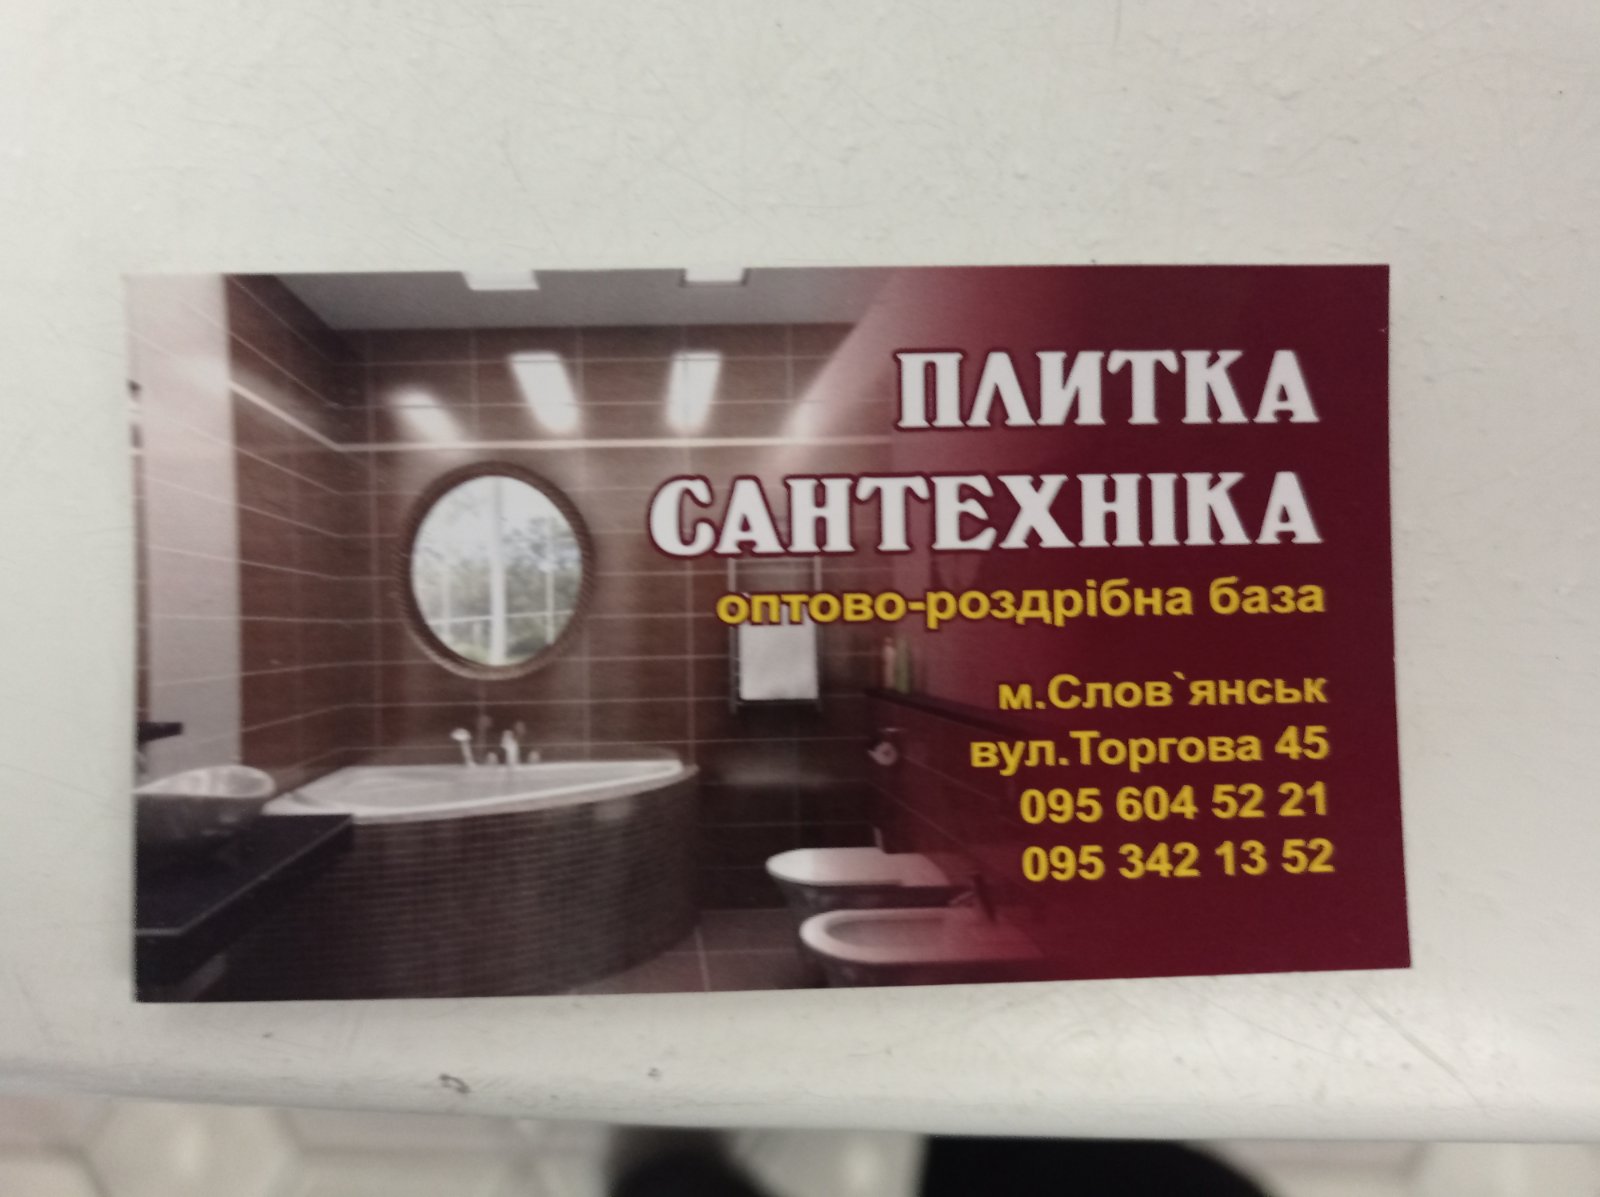 ПЛИТКА
САНТЕХНІКА
оптово-роздрібна база
м.Слов`янськ
вул.Торгова 45
095 604 52 21
095 342 13 52